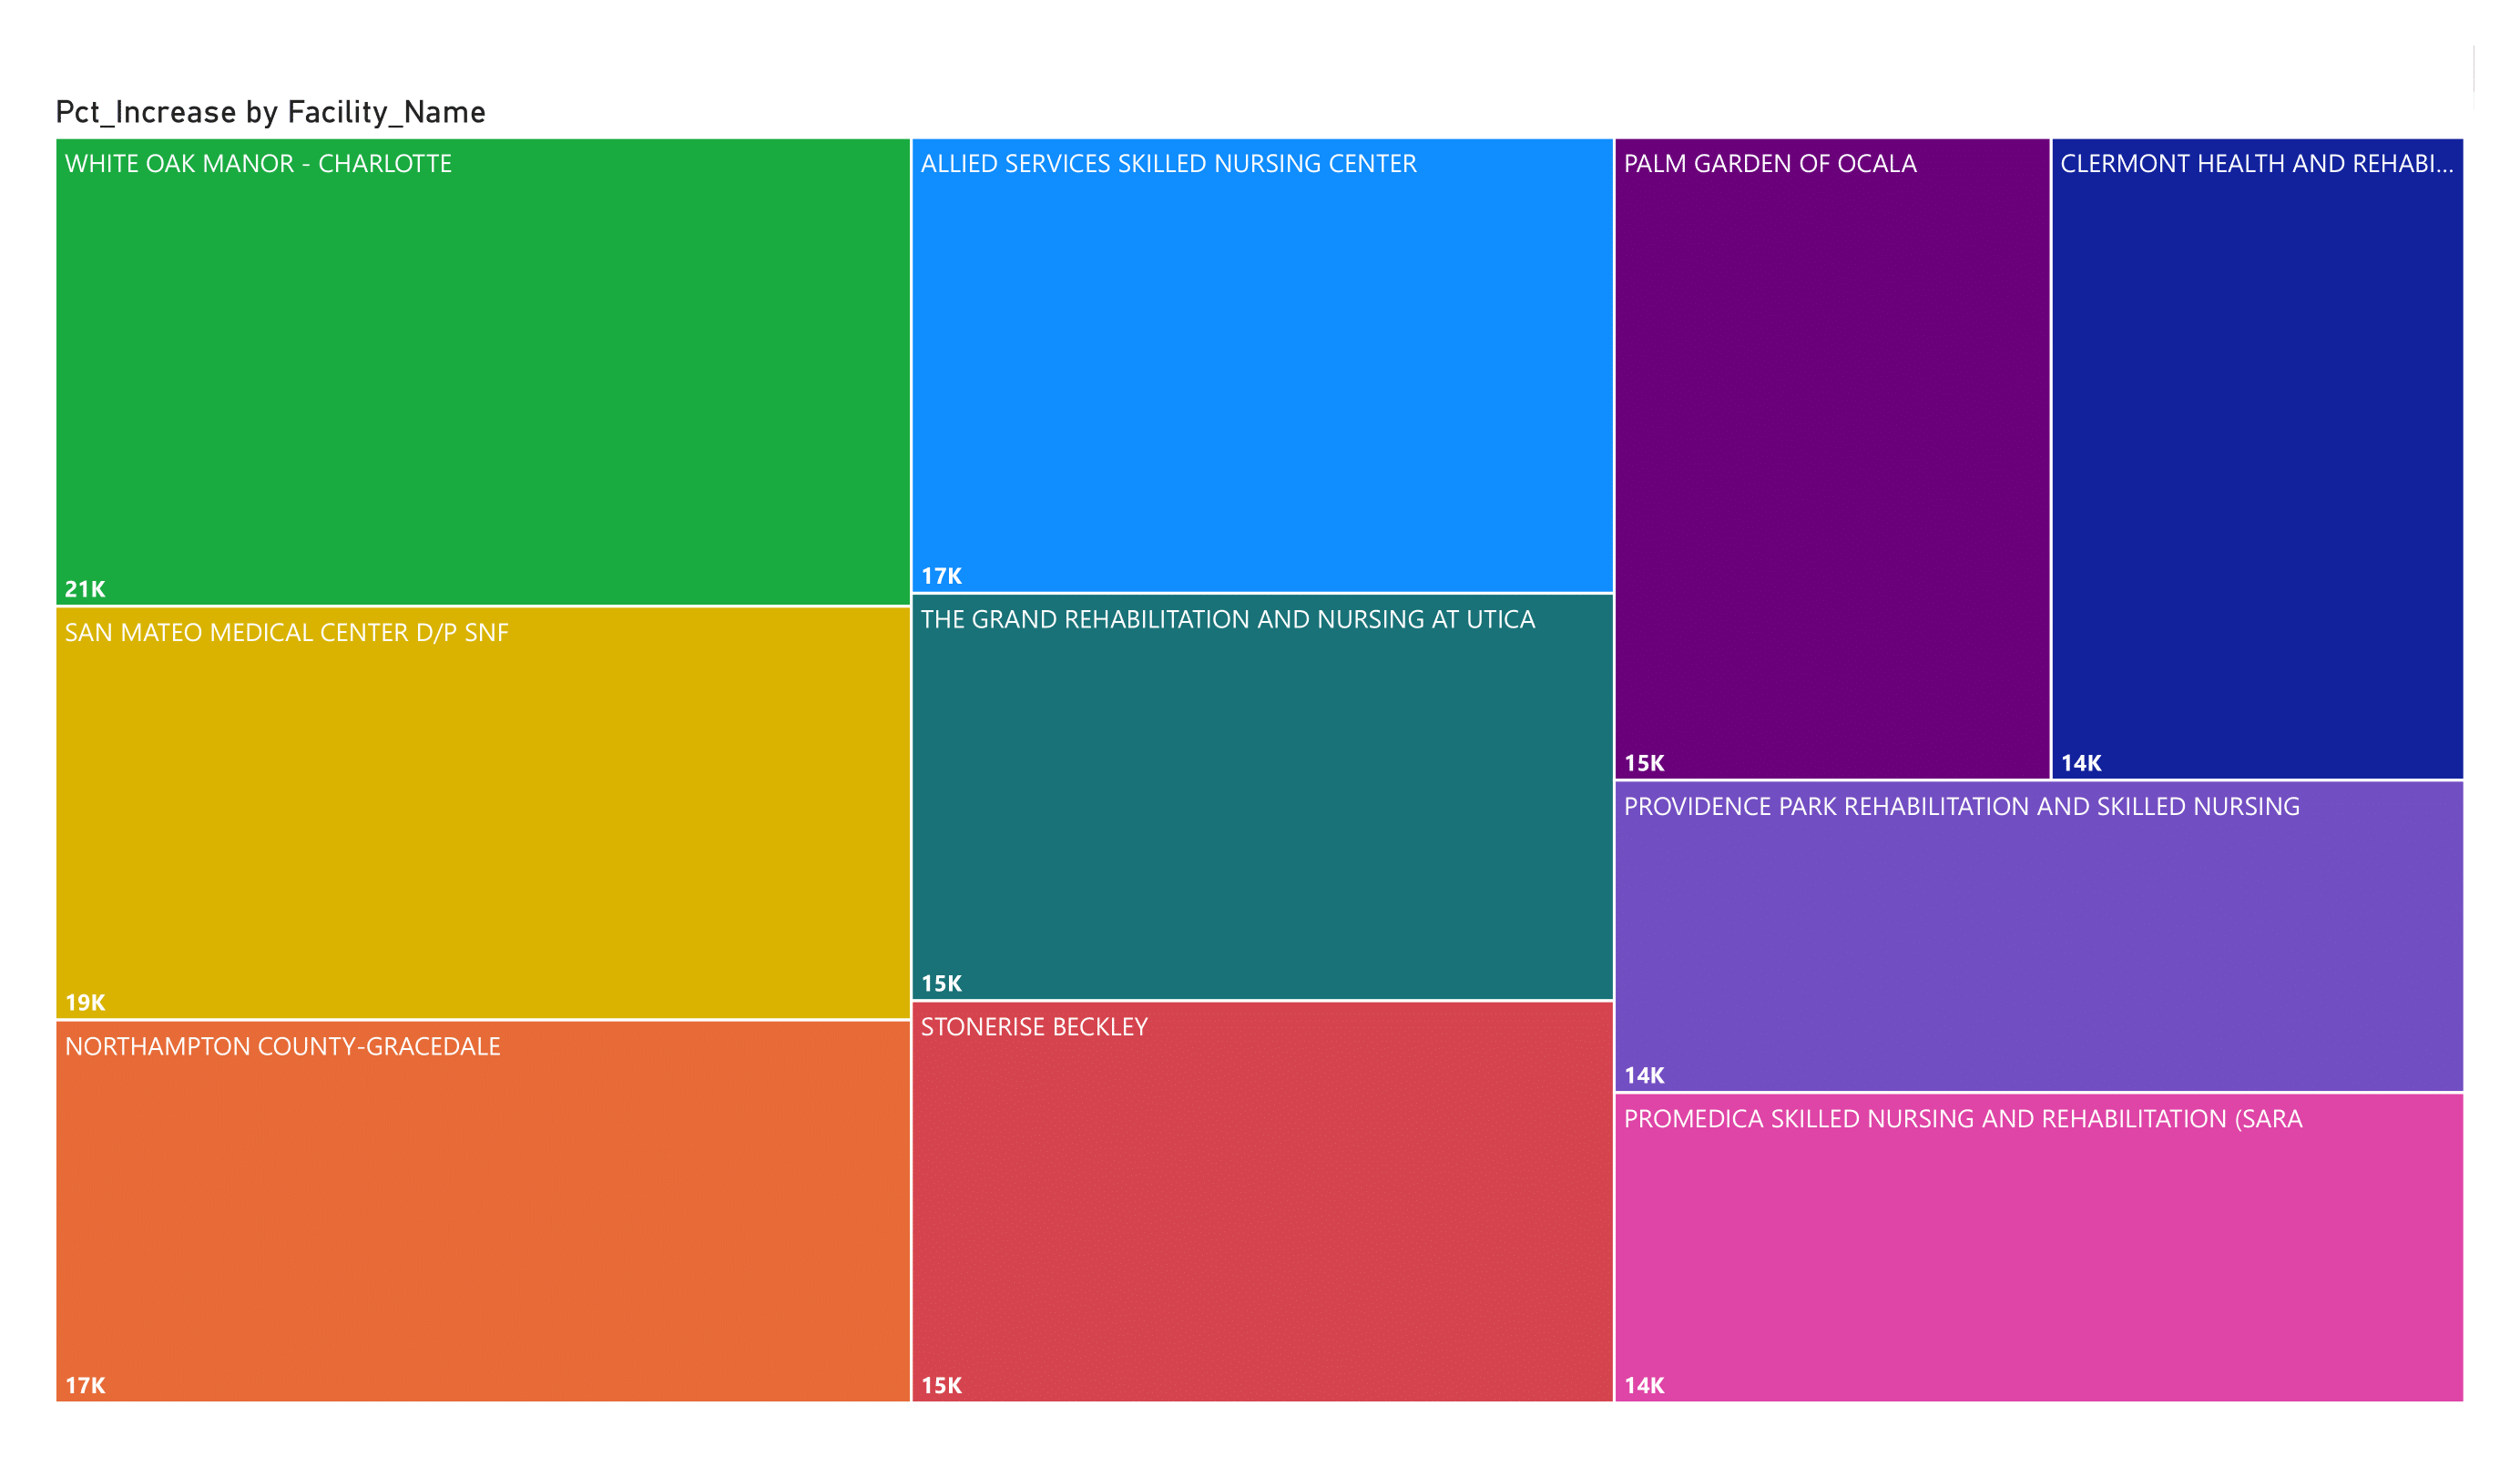 Pct_Increase by Facility_Name
WHITE OAK MANOR - CHARLOTTE
21K
SAN MATEO MEDICAL CENTER D/P SNF
19K
NORTHAMPTON COUNTY-GRACEDALE
17K
ALLIED SERVICES SKILLED NURSING CENTER
17K
THE GRAND REHABILITATION AND NURSING AT UTICA
15K
STONERISE BECKLEY
15K
PALM GARDEN OF OCALA
15K
CLERMONT HEALTH AND REHABI...
14K
PROVIDENCE PARK REHABILITATION AND SKILLED NURSING
14K
PROMEDICA SKILLED NURSING AND REHABILITATION (SARA
14K